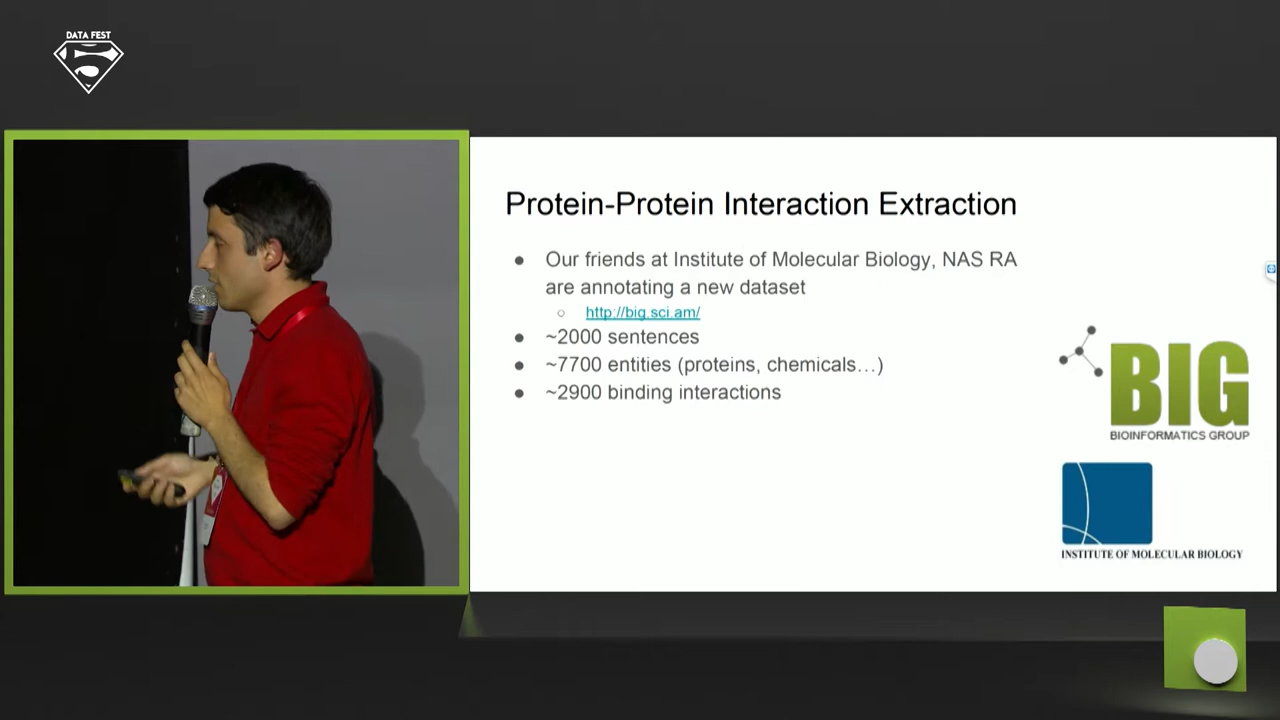 DATA FEST
Protein-Protein Interaction Extraction
● Our friends at Institute of Molecular Biology, NAS RA
are annotating a new dataset
○ http://big.sci.am/
● ~2000 sentences
● ~7700 entities (proteins, chemicals…)
● ~2900 binding interactions
BIG
BIOINFORMATICS GROUP
INSTITUTE OF MOLECULAR BIOLOGY